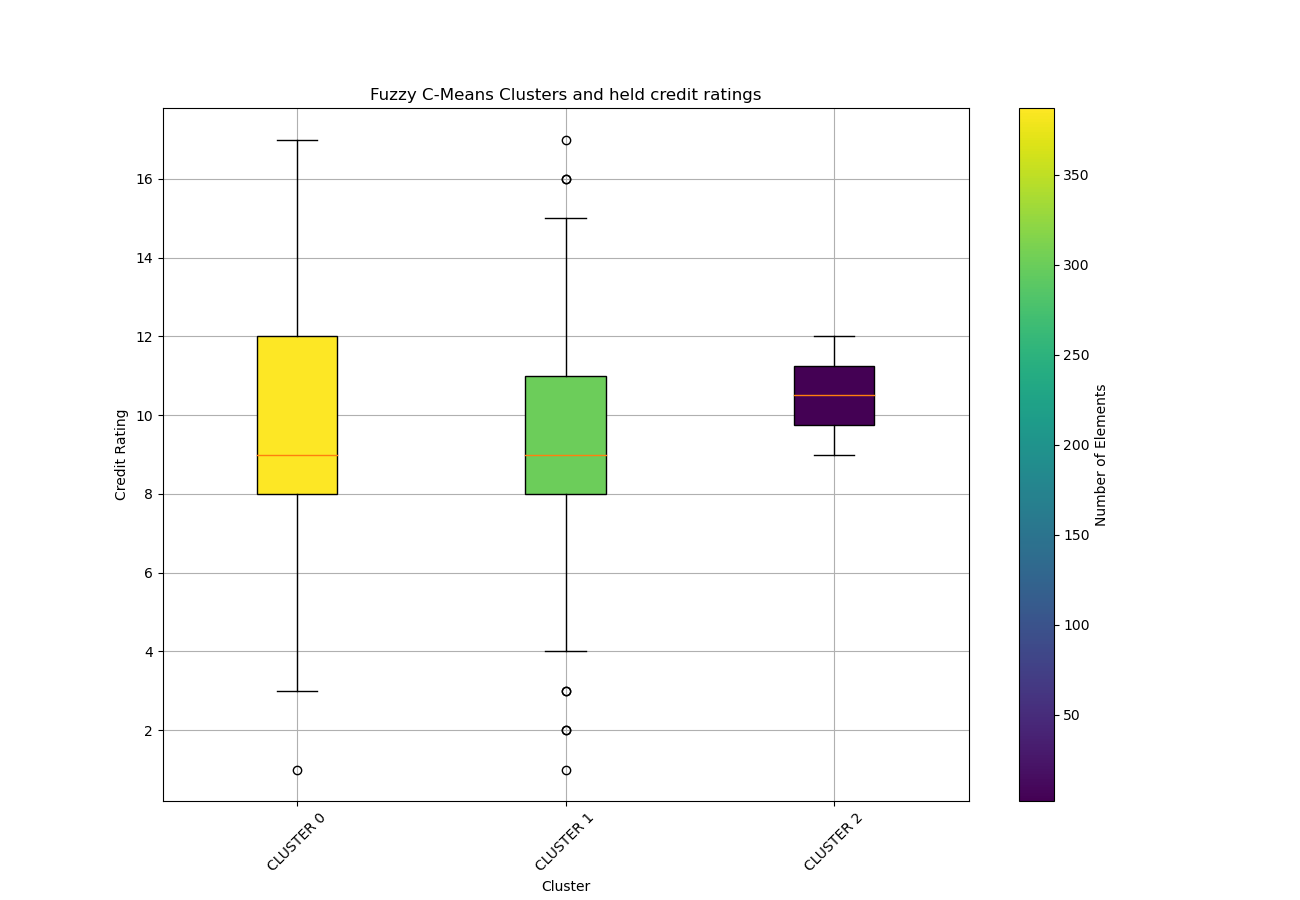 Fuzzy C-Means Clusters and held credit ratings
16
14
12
10
8
6
4
2
Credit Rating
CLUSTER 0
CLUSTER 1
CLUSTER 2
Cluster
350
300
250
200
150
100
50
Number of Elements